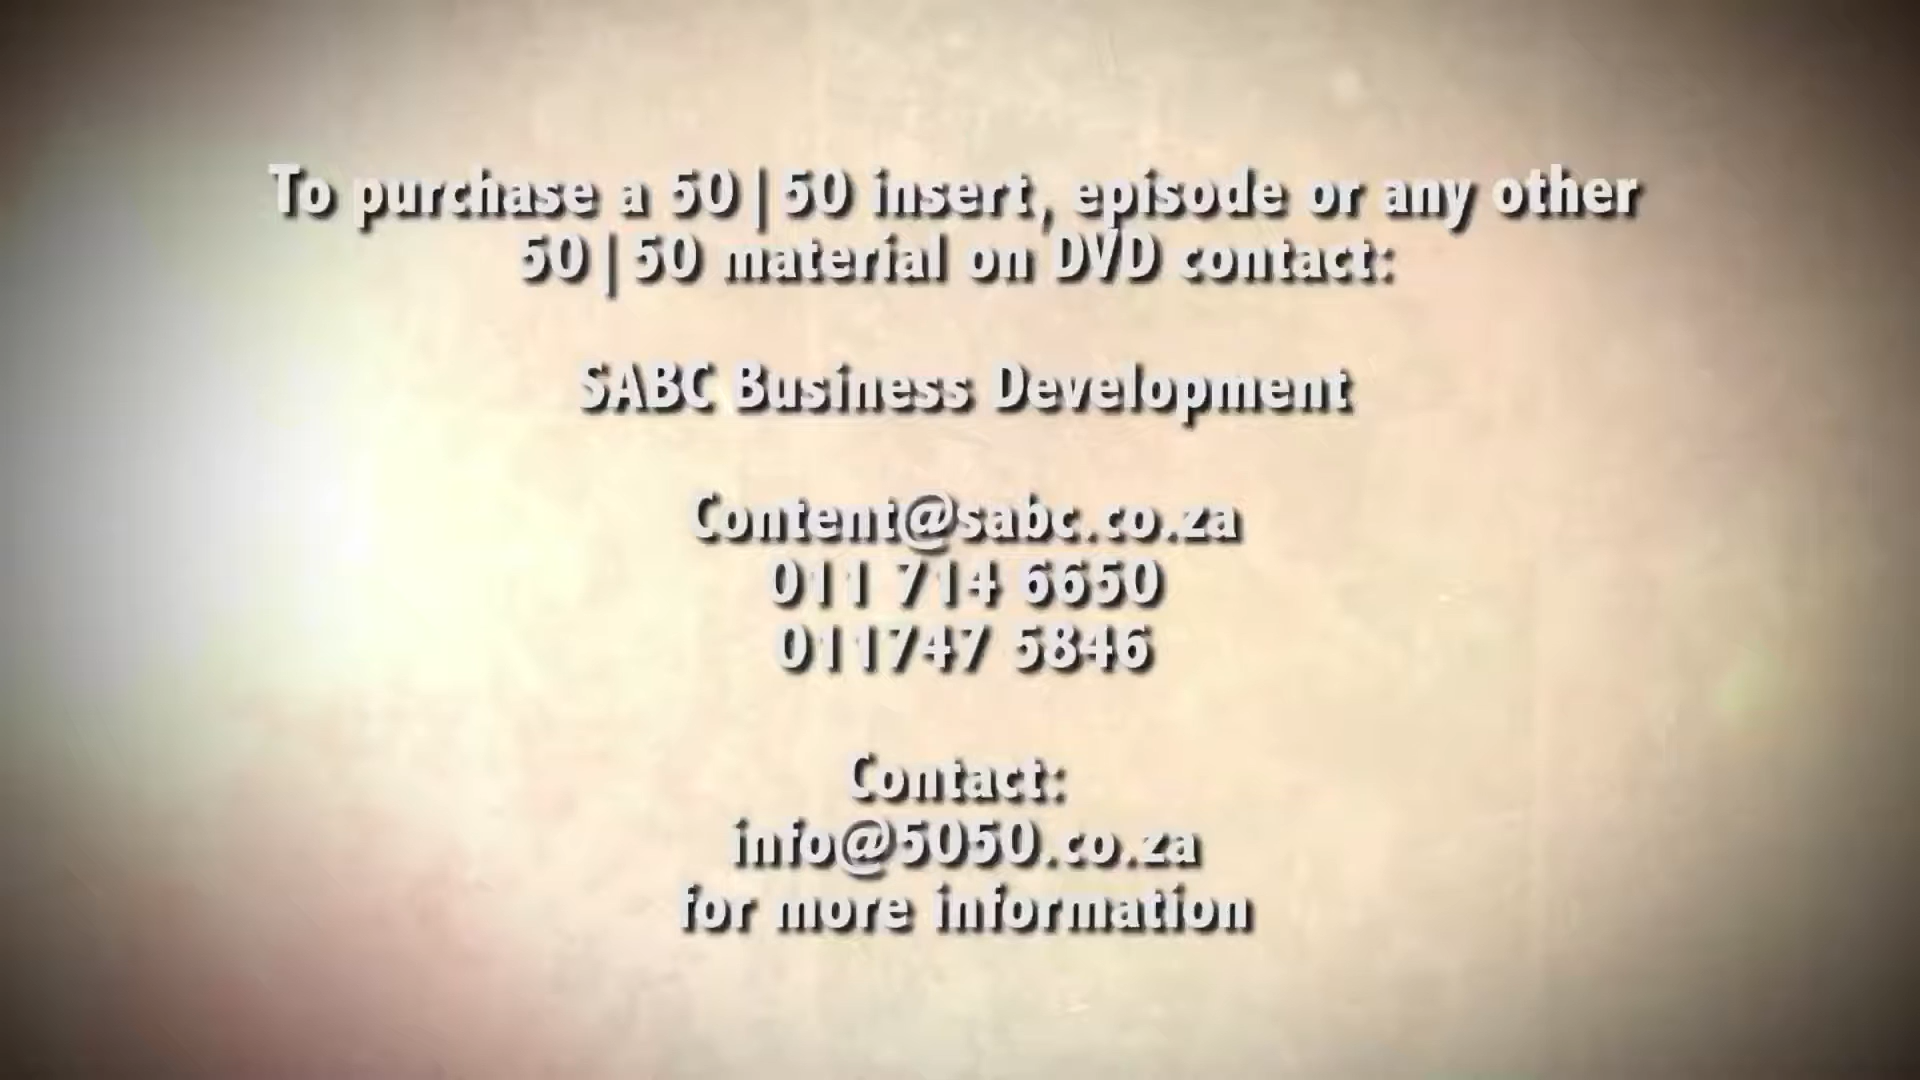 To purchase a 50|50 insert, episode or any other
50|50 material on DVD contact:
SABC Business Development
Content@sabc.co.za
011 714 6650
011747 5846
Contact:
info@5050.co.za
for more information